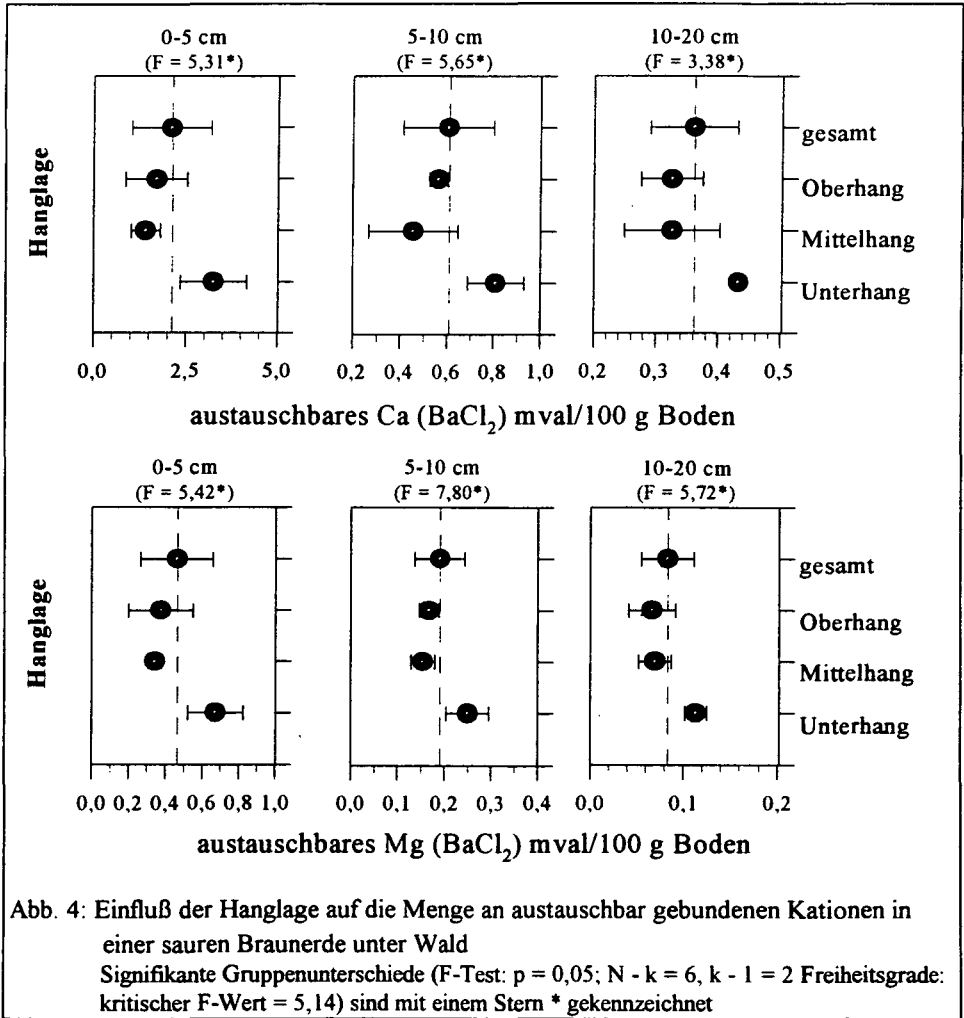 0-5 cm 5-10 cm 10-20 cm
(F = 5,31*) (F = 5,65*) (F = 3,38*)
Hanglage
gesamt
Oberhang
Mittelhang
Unterhang
0,0 2,5 5,0 0,2 0,4 0,6 0,8 1,0 0,2 0,3 0,4 0,5
austauschbares Ca (BaCl₂) mval/100 g Boden
0-5 cm 5-10 cm 10-20 cm
(F = 5,42*) (F = 7,80*) (F = 5,72*)
Hanglage
gesamt
Oberhang
Mittelhang
Unterhang
0,0 0,2 0,4 0,6 0,8 1,0 0,0 0,1 0,2 0,3 0,4 0,0 0,1 0,2
austauschbares Mg (BaCl₂) mval/100 g Boden
Abb. 4: Einfluß der Hanglage auf die Menge an austauschbar gebundenen Kationen in
einer sauren Braunerde unter Wald
Signifikante Gruppenunterschiede (F-Test: p = 0,05; N - k = 6, k - 1 = 2 Freiheitsgrade:
kritischer F-Wert = 5,14) sind mit einem Stern * gekennzeichnet